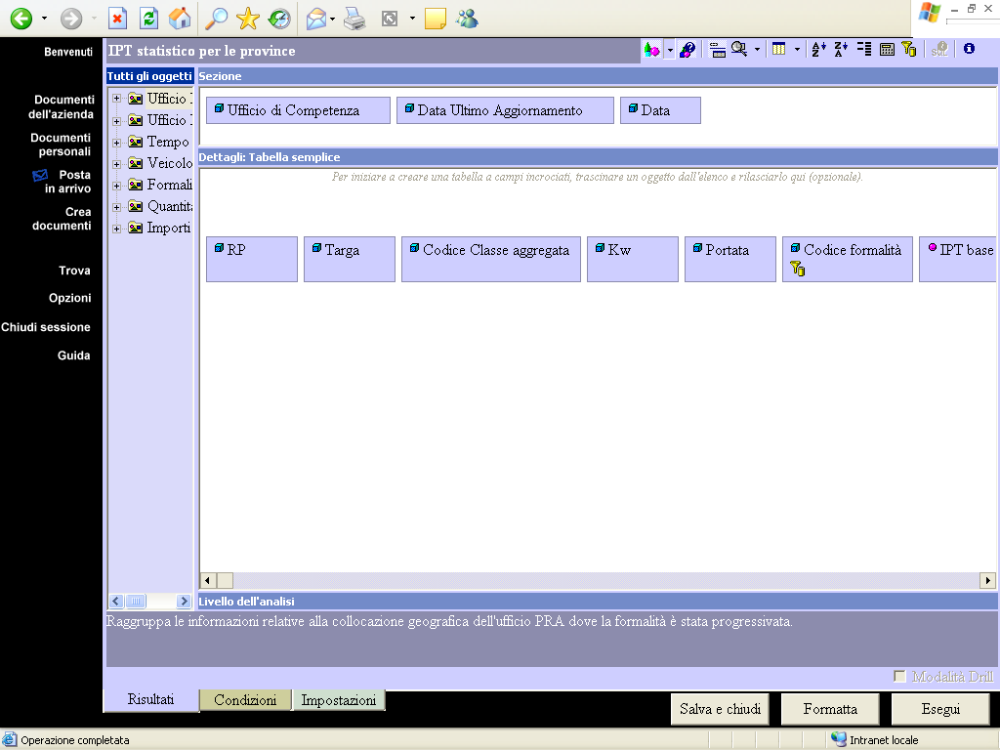 Benvenuti
IPT statistico per le province
SQL
Tutti gli oggetti
Sezione
Documenti
dell'azienda
Documenti
personali
Posta
in arrivo
Crea
documenti
Trova
Opzioni
Chiudi sessione
Guida
Ufficio
Ufficio
Tempo
Veicolo
Formali
Quantita
Importi
Ufficio di Competenza
Data Ultimo Aggiornamento
Data
Dettagli: Tabella semplice
Per iniziare a creare una tabella a campi incrociati, trascinare un oggetto dall'elenco e rilasciarlo qui (opzionale).
RP
Targa
Codice Classe aggregata
Kw
Portata
Codice formalità
IPT base
Livello dell'analisi
Raggruppa le informazioni relative alla collocazione geografica dell'ufficio PRA dove la formalità è stata progressivata.
Modalità Drill
Risultati
Condizioni
Impostazioni
Salva e chiudi
Formatta
Esegui
Operazione completata
Intranet locale